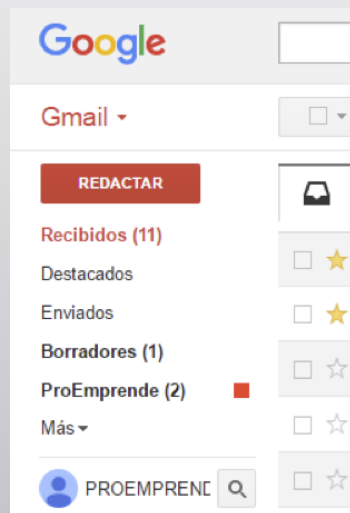 Google
Gmail
REDACTAR
Recibidos (11)
Destacados
Enviados
Borradores (1)
ProEmprende (2)
Más
PROEMPREND